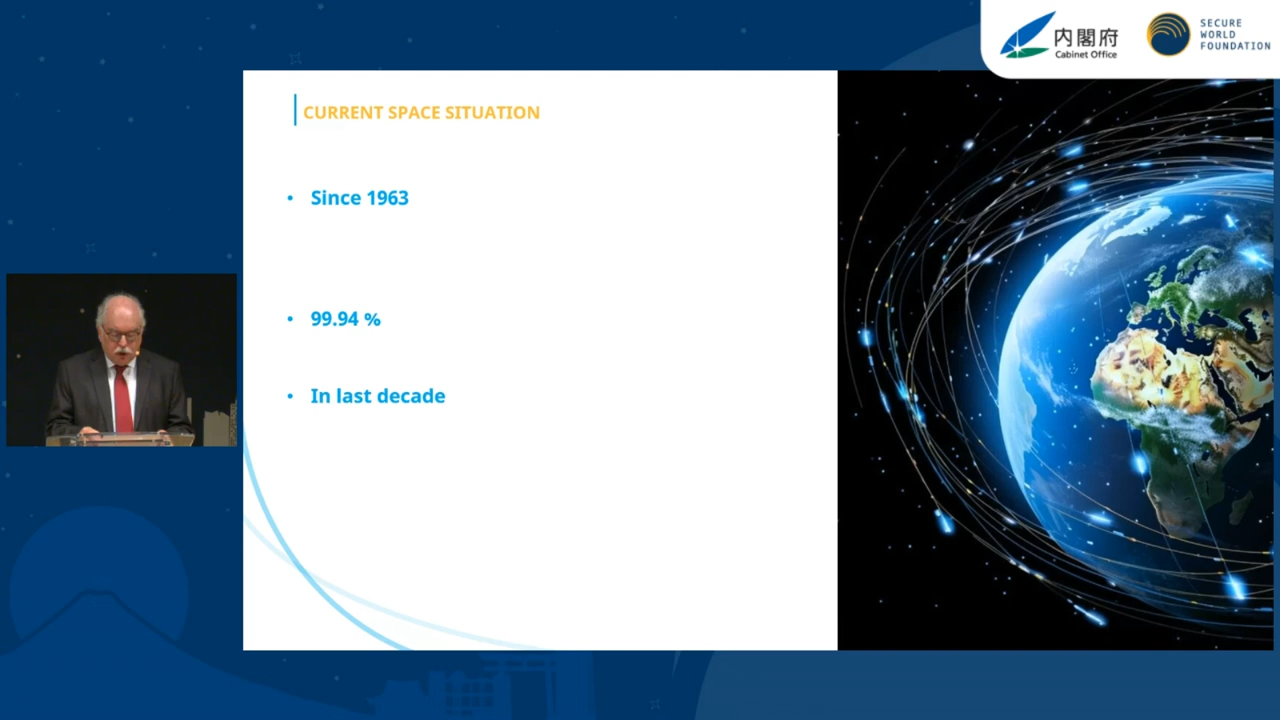 内閣府
Cabinet Office
SECURE
WORLD
FOUNDATION
CURRENT SPACE SITUATION
• Since 1963
• 99.94 %
• In last decade